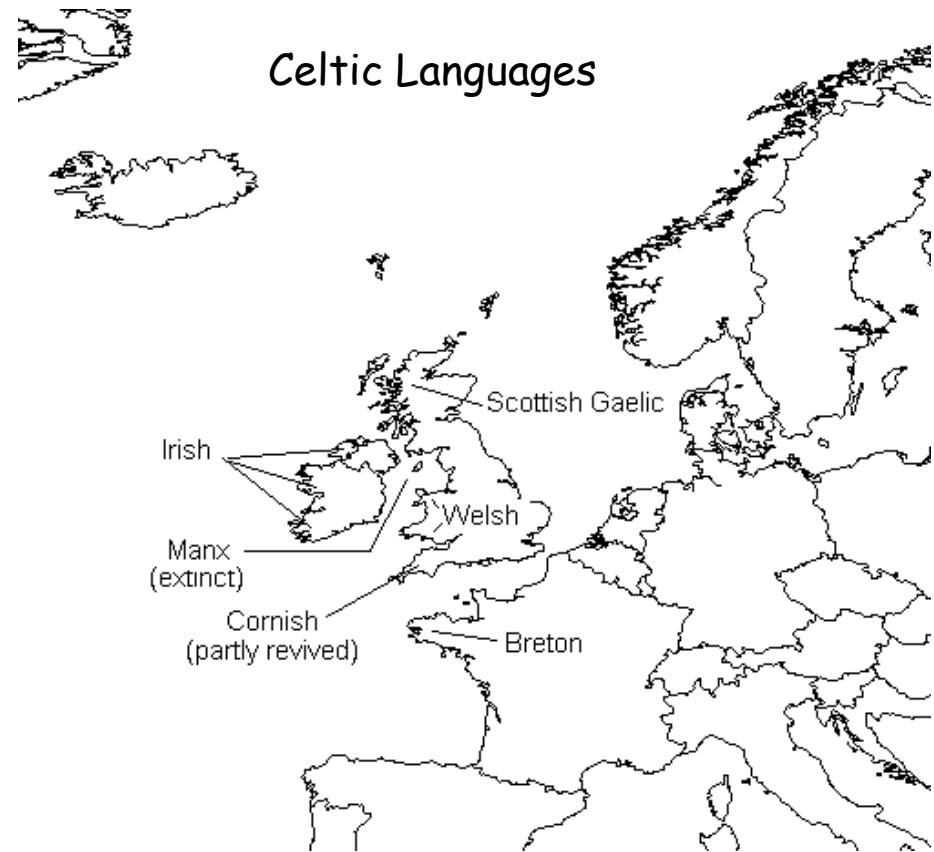 Celtic Languages
Scottish Gaelic
Irish
Welsh
Manx
(extinct)
Cornish
(partly revived)
Breton